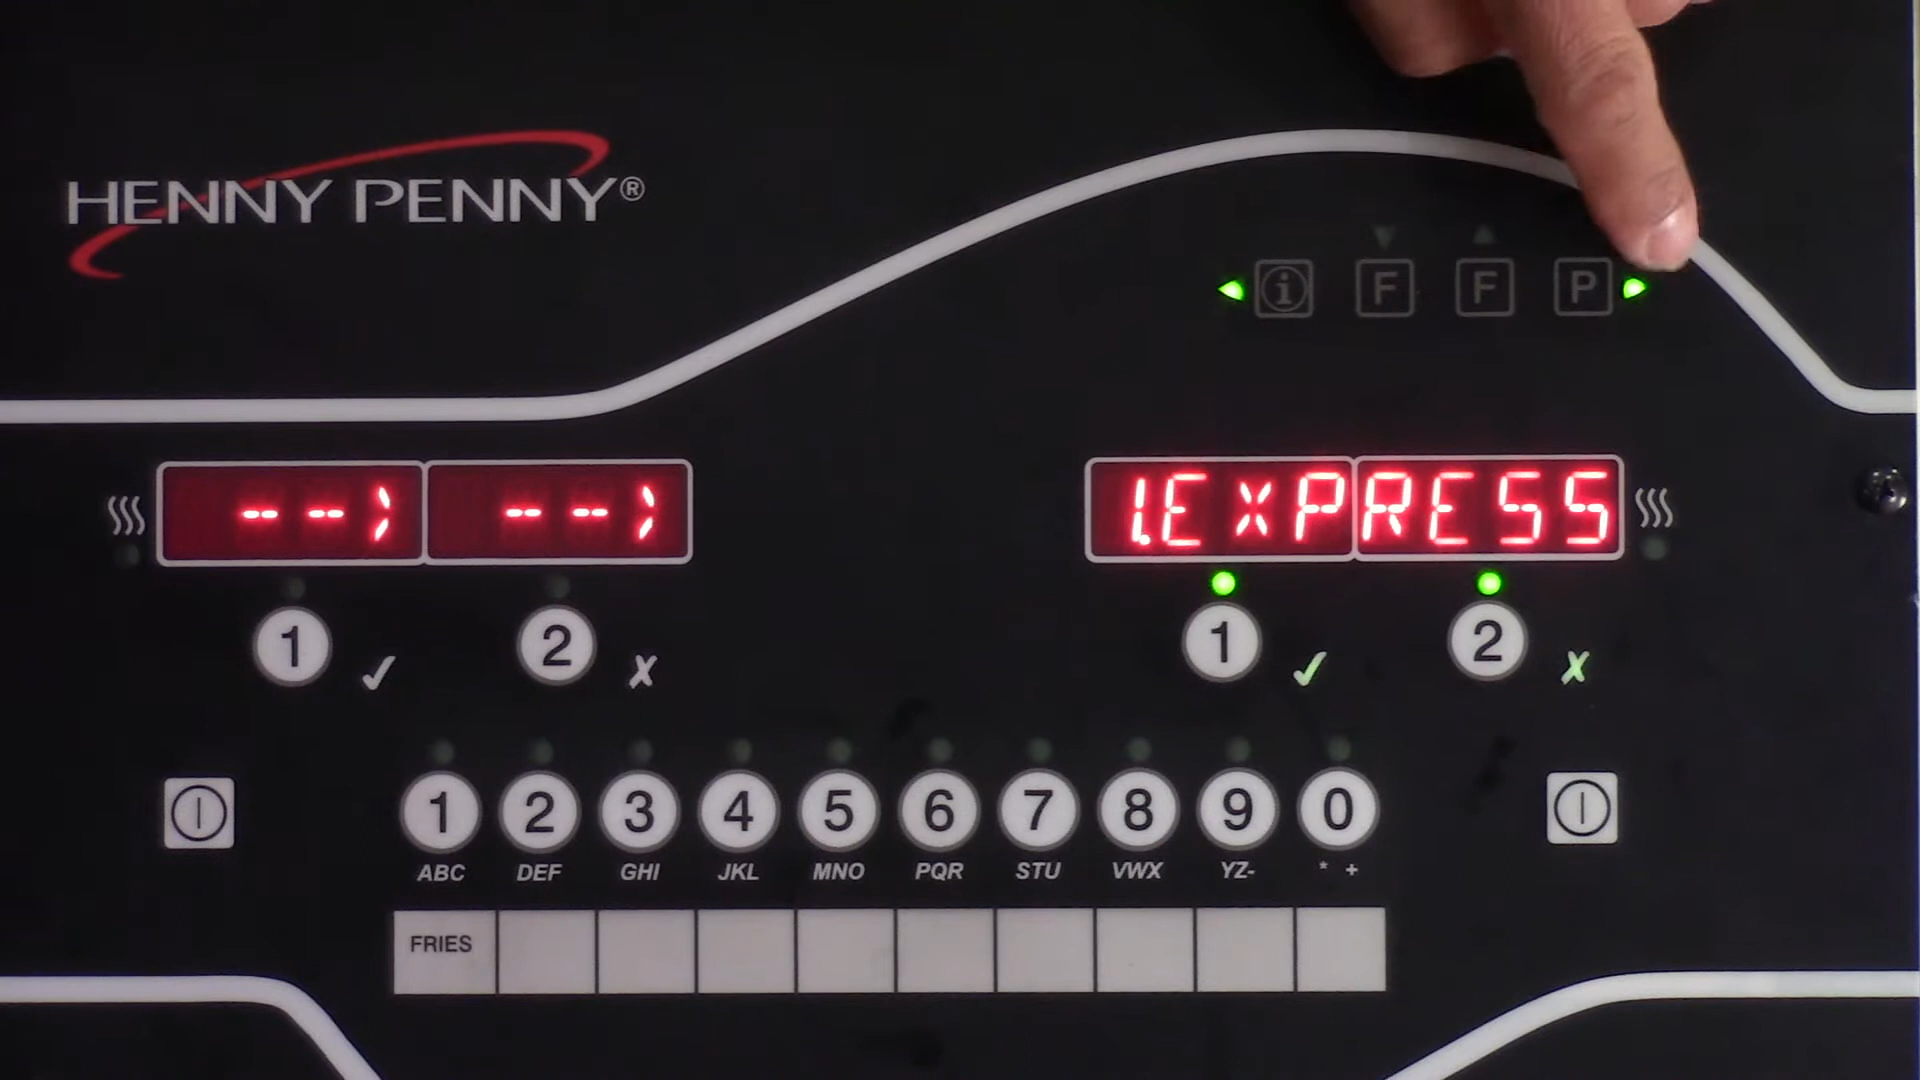 HENNY PENNY®
i F F P
--> --> 1.EXPRESS
1 ✓ 2 X 1 ✓ 2 X
1 2 3 4 5 6 7 8 9 0
ABC DEF GHI JKL MNO PQR STU VWX YZ- * +
FRIES